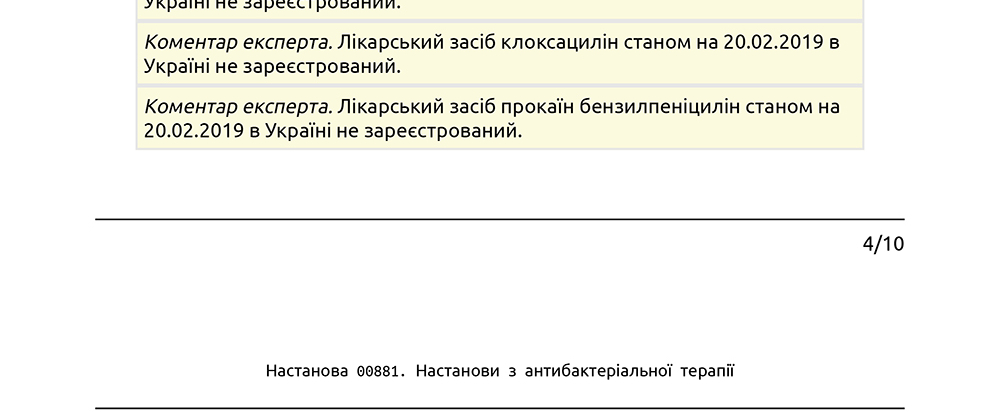 Україні не зареєстрований.
Коментар експерта. Лікарський засіб клоксацилін станом на 20.02.2019 в
Україні не зареєстрований.
Коментар експерта. Лікарський засіб прокаїн бензилпеніцилін станом на
20.02.2019 в Україні не зареєстрований.
4/10
Настанова 00881. Настанови з антибактеріальної терапії